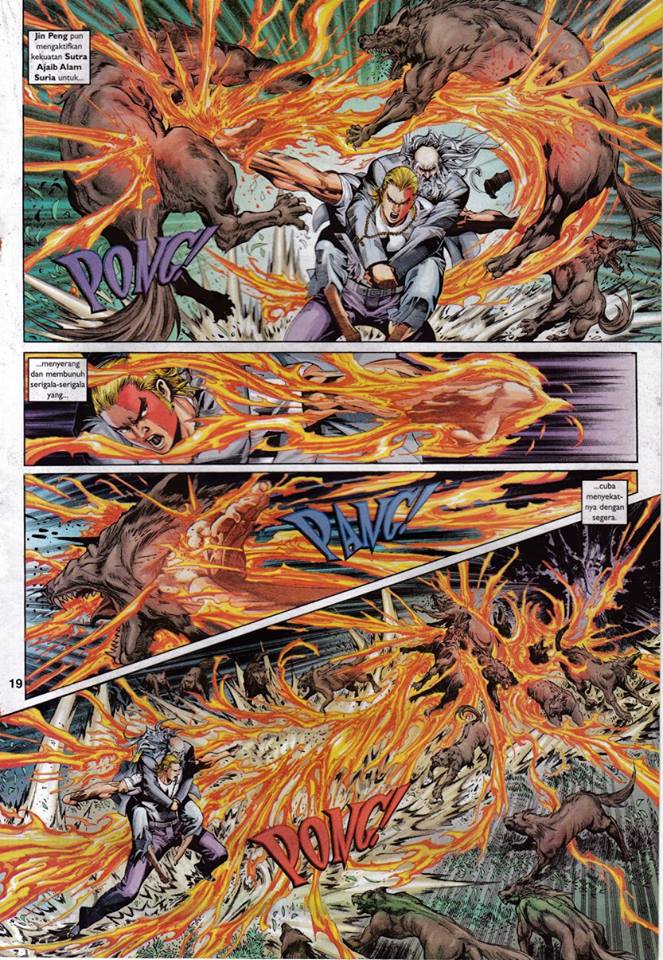 Jin Peng pun
mengaktifkan
kekuatan Sutra
Ajaib Alam
Suria untuk...
PONG!
...menyerang
dan membunuh
serigala-serigala
yang...
...cuba
menyekat-
nya dengan
segera.
PANG!
19
PONG!